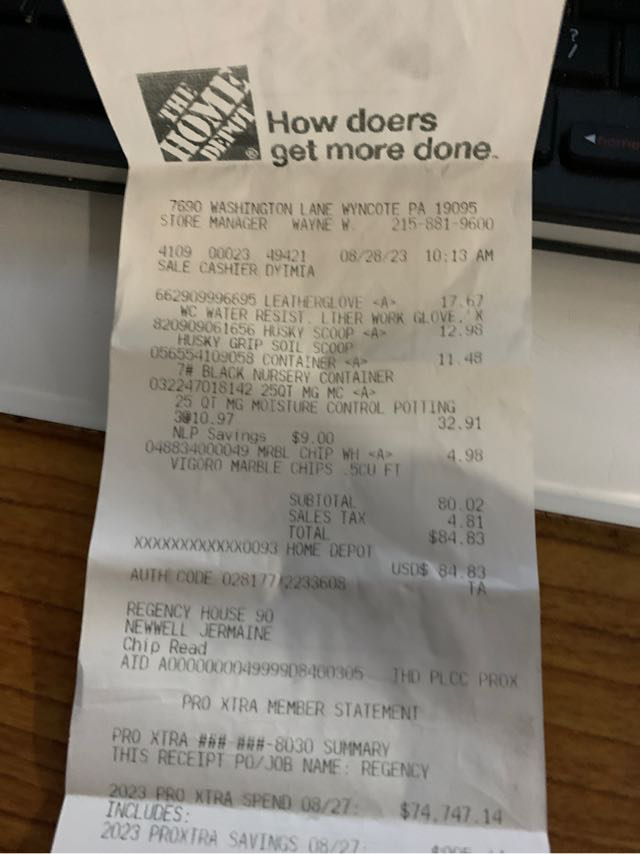 THE
HOME
DEPOT
How doers
get more done.
7690 WASHINGTON LANE WYNCOTE PA 19095
STORE MANAGER WAYNE W. 215-881-9600
4109 00023 49421 08/28/23 10:13 AM
SALE CASHIER DYIMIA
662909996695 LEATHERGLOVE <A> 17.67
WC WATER RESIST. LTHER WORK GLOVE, X
820909061656 HUSKY SCOOP <A> 12.98
HUSKY GRIP SOIL SCOOP
056554109058 CONTAINER <A> 11.48
7# BLACK NURSERY CONTAINER
032247018142 25QT MG MC <A>
25 QT MG MOISTURE CONTROL POTTING
3@10.97 32.91
NLP Savings $9.00
048834000049 MRBL CHIP WH <A> 4.98
VIGORO MARBLE CHIPS .5CU FT
SUBTOTAL 80.02
SALES TAX 4.81
TOTAL $84.83
XXXXXXXXXXXX0093 HOME DEPOT
USD$ 84.83
AUTH CODE 028177/2233608 TA
REGENCY HOUSE 90
NEWWELL JERMAINE
Chip Read
AID A0000000049999D8400305 THD PLCC PROX
PRO XTRA MEMBER STATEMENT
PRO XTRA ###-###-8030 SUMMARY
THIS RECEIPT PO/JOB NAME: REGENCY
2023 PRO XTRA SPEND 08/27: $74,747.14
INCLUDES:
2023 PROXTRA SAVINGS 08/27:
home